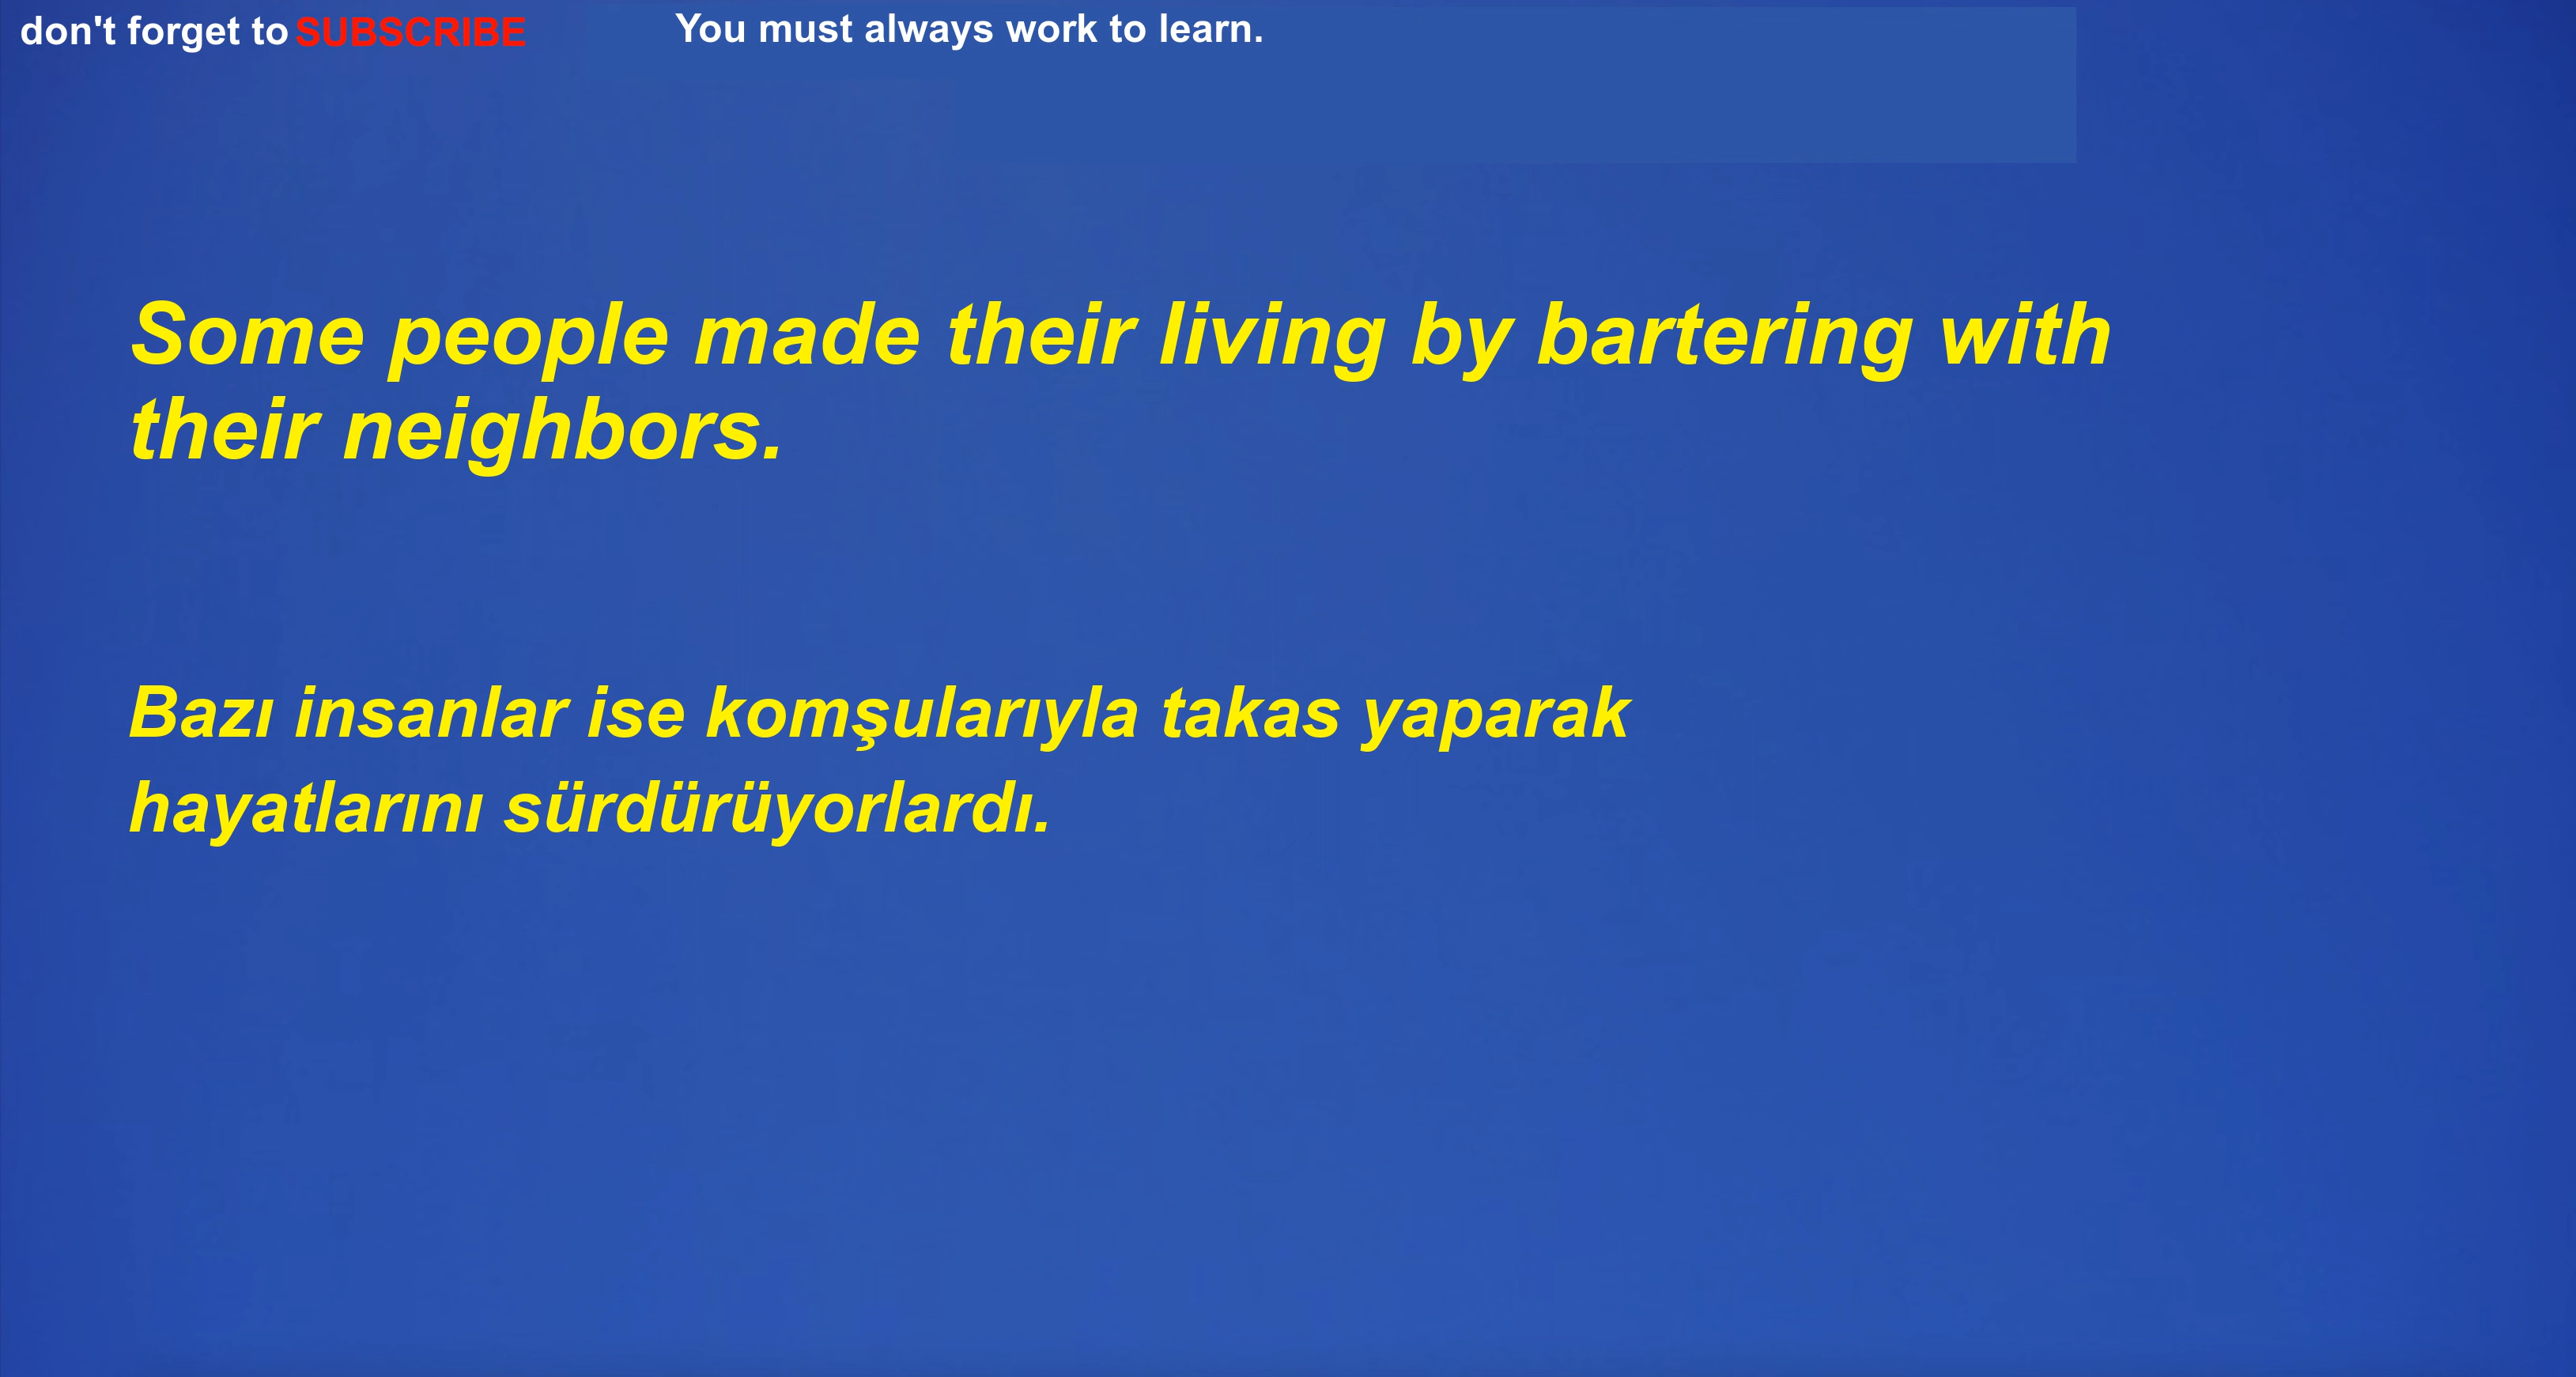 don't forget to SUBSCRIBE
You must always work to learn.
Some people made their living by bartering with
their neighbors.
Bazı insanlar ise komşularıyla takas yaparak
hayatlarını sürdürüyorlardı.